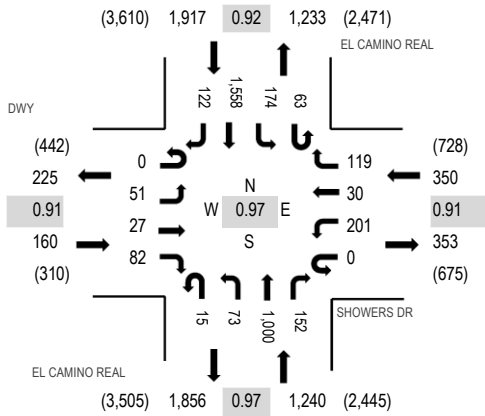 (3,610) 1,917 0.92 1,233 (2,471)
EL CAMINO REAL
122 1,558 174 63
DWY
(442) 0 119 (728)
225 51 N 30 350
0.91 W 0.97 E 0.91
160 27 S 201 353
(310) 82 0 (675)
15 73 1,000 152
SHOWERS DR
EL CAMINO REAL
(3,505) 1,856 0.97 1,240 (2,445)